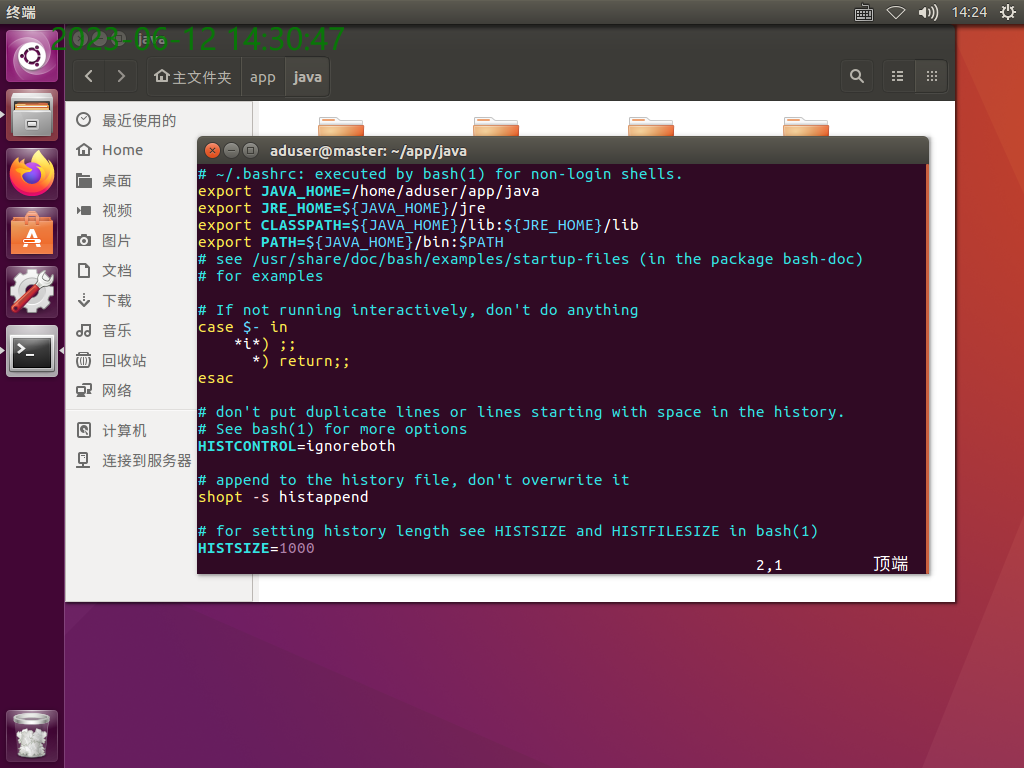 终端
14:24
2023-06-12 14:30:47
java
主文件夹
app
java
最近使用的
Home
桌面
视频
图片
文档
下载
音乐
回收站
网络
计算机
连接到服务器
aduser@master: ~/app/java
# ~/.bashrc: executed by bash(1) for non-login shells.
export JAVA_HOME=/home/aduser/app/java
export JRE_HOME=${JAVA_HOME}/jre
export CLASSPATH=${JAVA_HOME}/lib:${JRE_HOME}/lib
export PATH=${JAVA_HOME}/bin:$PATH
# see /usr/share/doc/bash/examples/startup-files (in the package bash-doc)
# for examples
# If not running interactively, don't do anything
case $- in
*i*) ;;
*) return;;
esac
# don't put duplicate lines or lines starting with space in the history.
# See bash(1) for more options
HISTCONTROL=ignoreboth
# append to the history file, don't overwrite it
shopt -s histappend
# for setting history length see HISTSIZE and HISTFILESIZE in bash(1)
HISTSIZE=1000
2,1 顶端